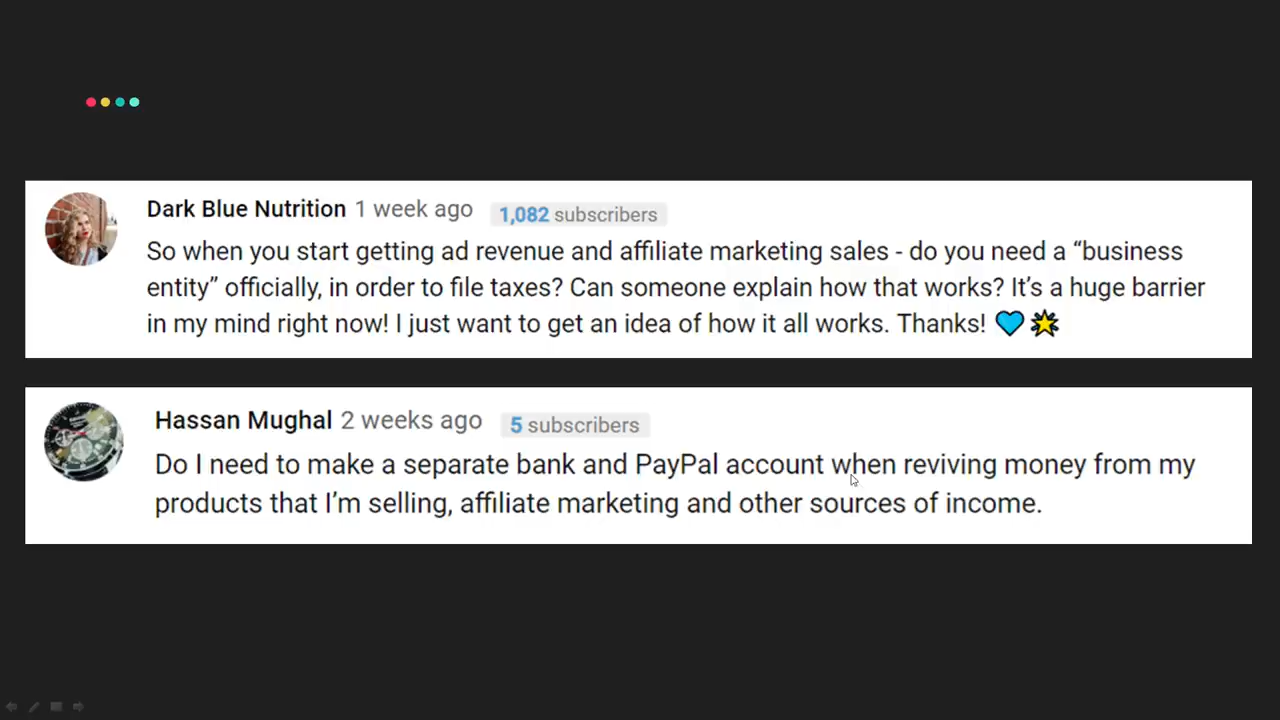 Dark Blue Nutrition 1 week ago 1,082 subscribers
So when you start getting ad revenue and affiliate marketing sales - do you need a “business
entity” officially, in order to file taxes? Can someone explain how that works? It’s a huge barrier
in my mind right now! I just want to get an idea of how it all works. Thanks! 💙🌟
Hassan Mughal 2 weeks ago 5 subscribers
Do I need to make a separate bank and PayPal account when reviving money from my
products that I’m selling, affiliate marketing and other sources of income.